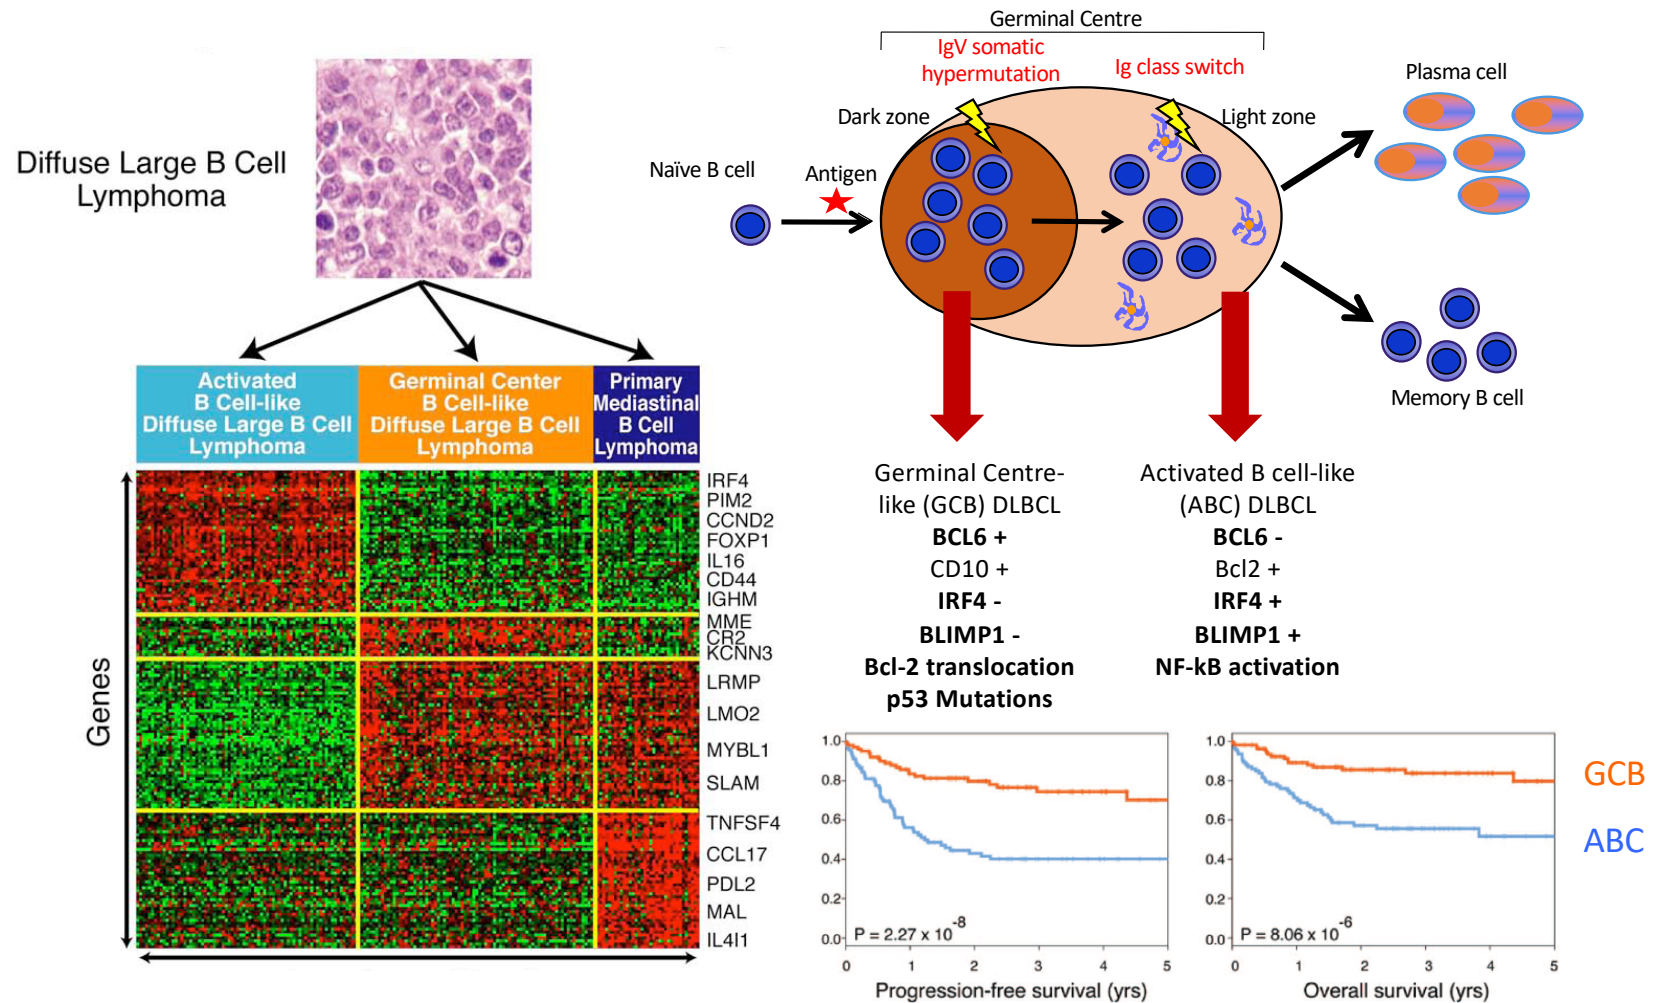 Diffuse Large B Cell
Lymphoma
Activated
B Cell-like
Diffuse Large B Cell
Lymphoma
Germinal Center
B Cell-like
Diffuse Large B Cell
Lymphoma
Primary
Mediastinal
B Cell
Lymphoma
Genes
IRF4
PIM2
CCND2
FOXP1
IL16
CD44
IGHM
MME
CR2
KCNN3
LRMP
LMO2
MYBL1
SLAM
TNFSF4
CCL17
PDL2
MAL
IL4I1
Germinal Centre
IgV somatic
hypermutation
Ig class switch
Dark zone
Light zone
Naïve B cell
Antigen
Plasma cell
Memory B cell
Germinal Centre-
like (GCB) DLBCL
BCL6 +
CD10 +
IRF4 -
BLIMP1 -
Bcl-2 translocation
p53 Mutations
Activated B cell-like
(ABC) DLBCL
BCL6 -
Bcl2 +
IRF4 +
BLIMP1 +
NF-kB activation
1.0
0.8
0.6
0.4
0.2
0.0
P = 2.27 x 10-8
0 1 2 3 4 5
Progression-free survival (yrs)
1.0
0.8
0.6
0.4
0.2
0.0
P = 8.06 x 10-6
0 1 2 3 4 5
Overall survival (yrs)
GCB
ABC